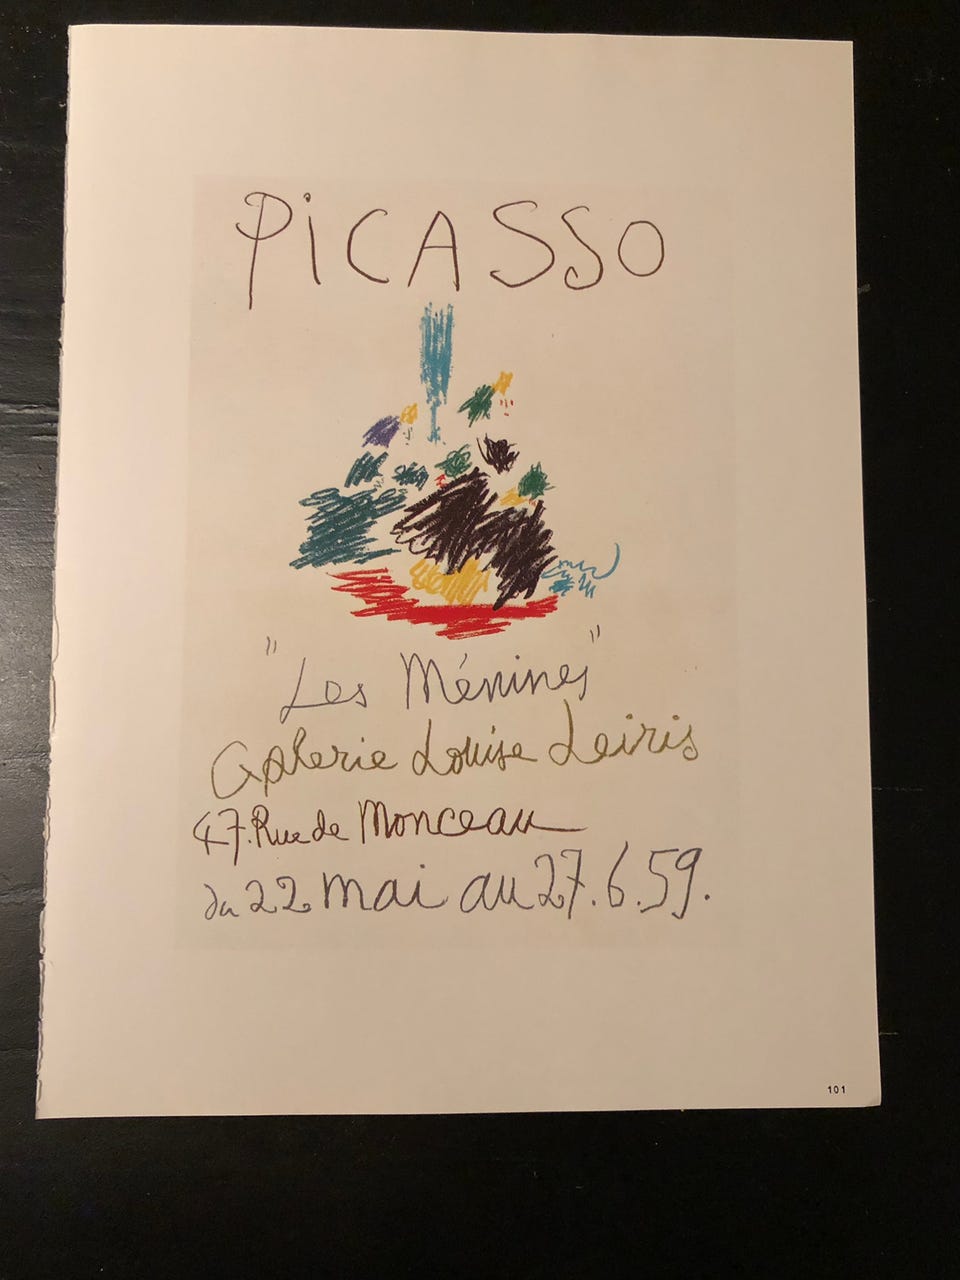 PiCASSO
"Les Ménines"
Galerie Louise Leiris
47. Rue de Monceau
du 22 mai au 27.6.59.
101